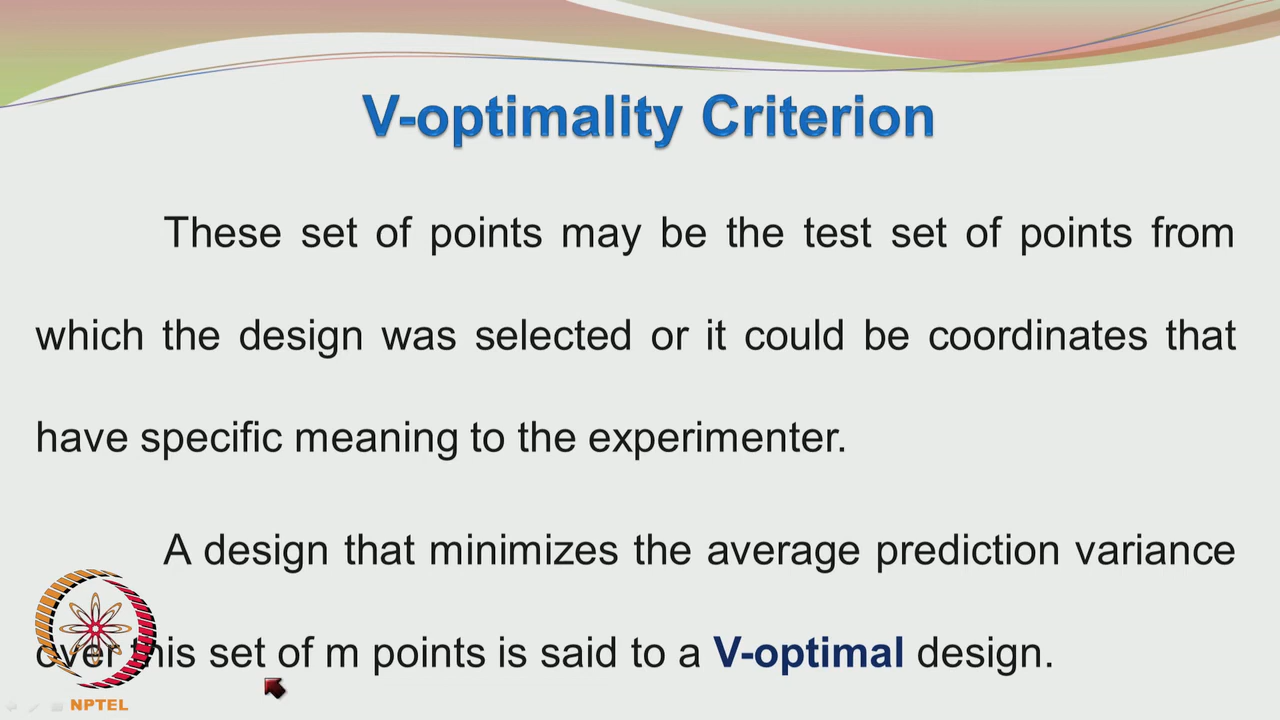 V-optimality Criterion
These set of points may be the test set of points from
which the design was selected or it could be coordinates that
have specific meaning to the experimenter.
A design that minimizes the average prediction variance
over this set of m points is said to a V-optimal design.
NPTEL